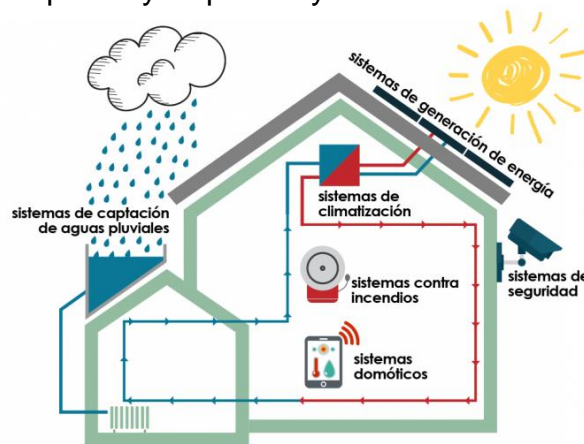 sistemas de generación de energía
sistemas de captación
de aguas pluviales
sistemas de
climatización
sistemas contra
incendios
sistemas de
seguridad
sistemas
domóticos